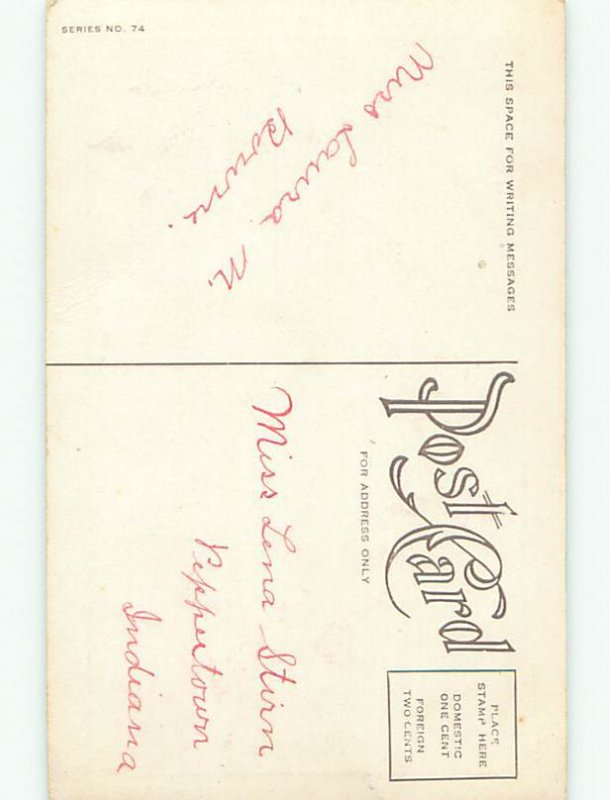 SERIES NO. 74
THIS SPACE FOR WRITING MESSAGES
Miss Laura N.
Post Card
FOR ADDRESS ONLY
PLACE
STAMP HERE
DOMESTIC
ONE CENT
FOREIGN
TWO CENTS
Miss Lena Stirn
Peppertown
Indiana